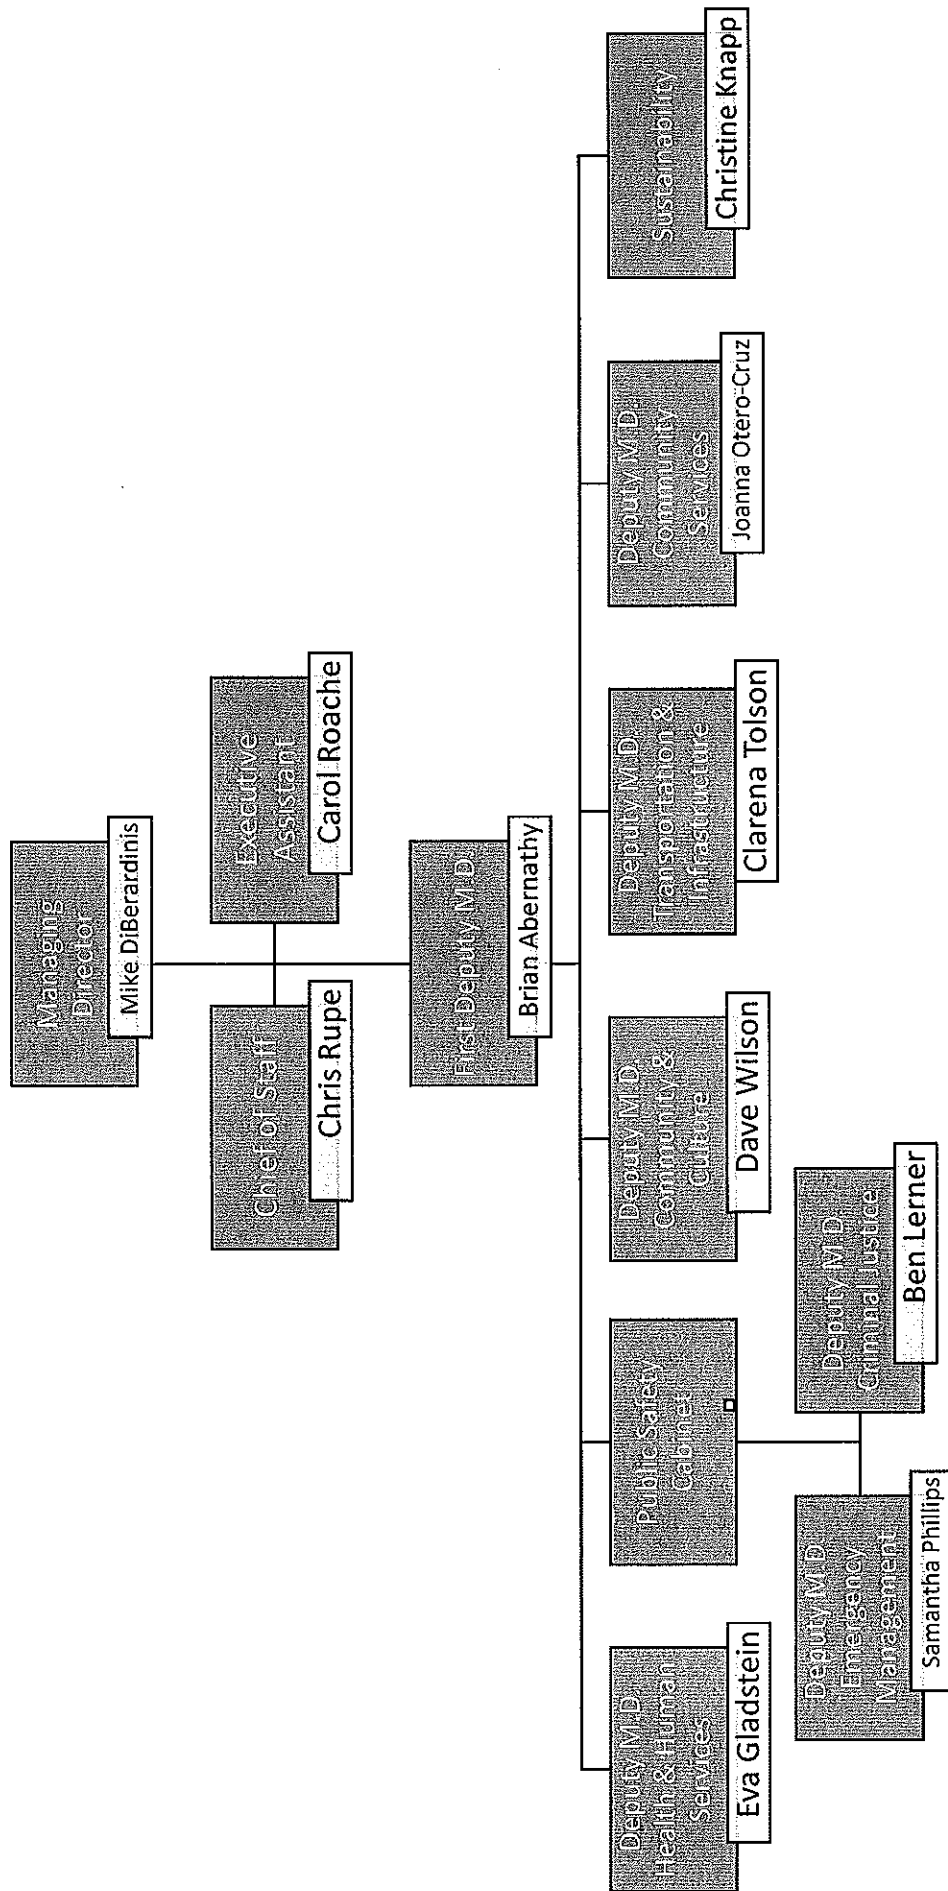 Managing
Director
Mike DiBerardinis
Chief of Staff
Chris Rupe
Executive
Assistant
Carol Roache
First Deputy M.D.
Brian Abernathy
Deputy M.D.
Health & Human
Services
Eva Gladstein
Public Safety
Cabinet
Deputy M.D.
Community &
Culture
Dave Wilson
Deputy M.D.
Transportation &
Infrastructure
Clarena Tolson
Deputy M.D.
Community
Services
Joanna Otero-Cruz
Sustainability
Christine Knapp
Deputy M.D.
Emergency
Management
Samantha Phillips
Deputy M.D.
Criminal Justice
Ben Lerner